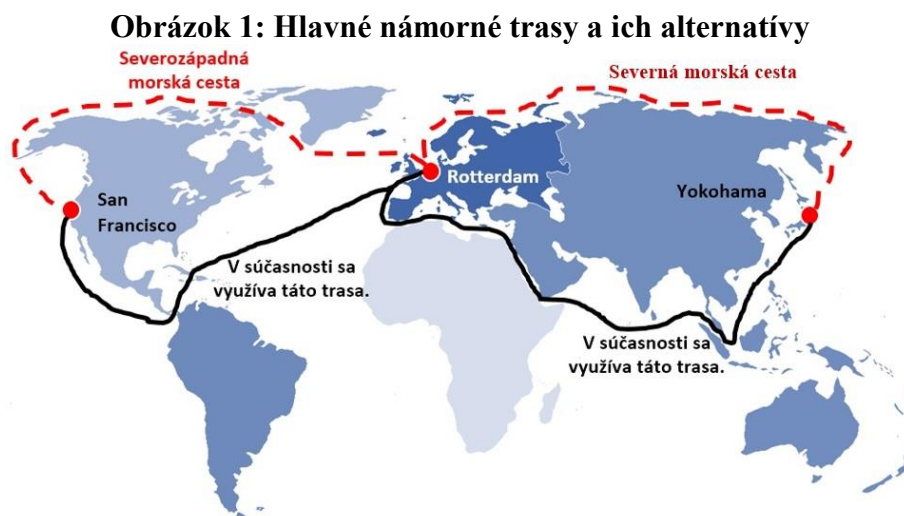 Obrázok 1: Hlavné námorné trasy a ich alternatívy
Severozápadná
morská cesta
Severná morská cesta
San
Francisco
Rotterdam
Yokohama
V súčasnosti sa
využíva táto trasa.
V súčasnosti sa
využíva táto trasa.